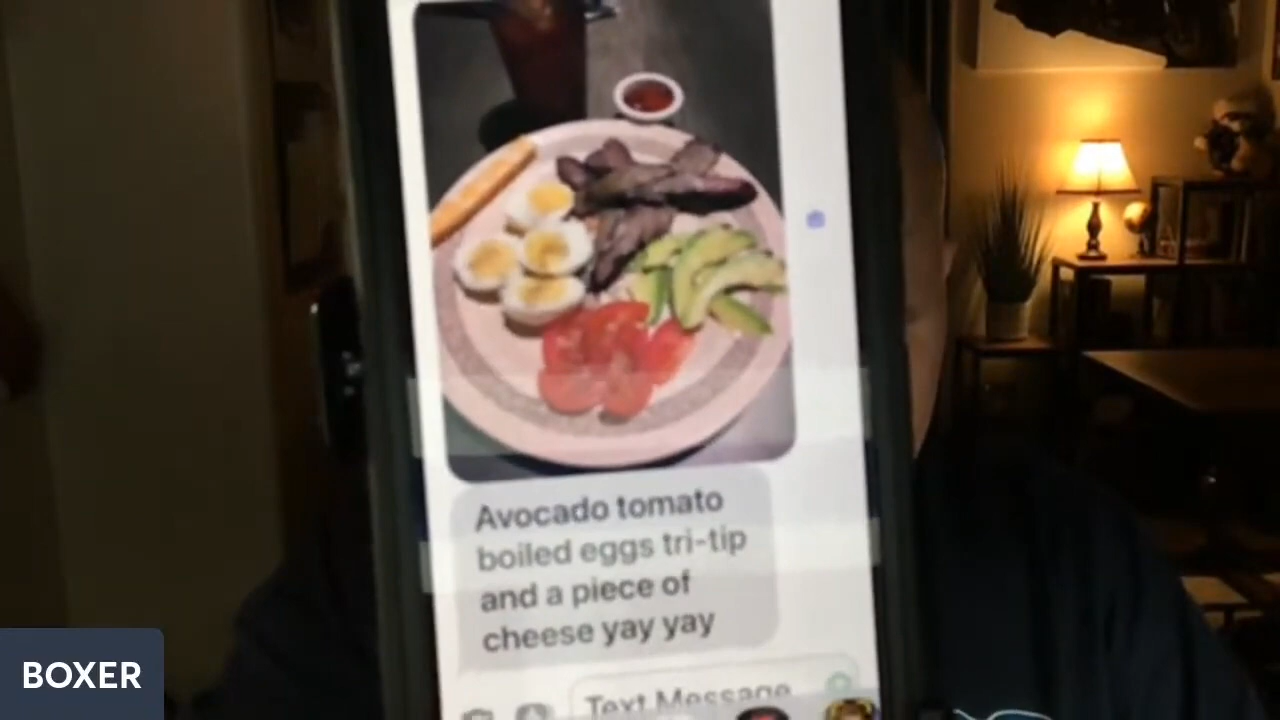 Avocado tomato
boiled eggs tri-tip
and a piece of
cheese yay yay
Text Message
BOXER